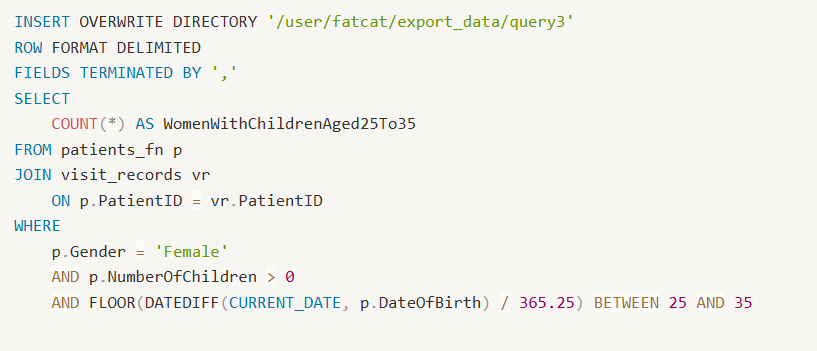 INSERT OVERWRITE DIRECTORY '/user/fatcat/export_data/query3'
ROW FORMAT DELIMITED
FIELDS TERMINATED BY ','
SELECT
    COUNT(*) AS WomenWithChildrenAged25To35
FROM patients_fn p
JOIN visit_records vr
    ON p.PatientID = vr.PatientID
WHERE
    p.Gender = 'Female'
    AND p.NumberOfChildren > 0
    AND FLOOR(DATEDIFF(CURRENT_DATE, p.DateOfBirth) / 365.25) BETWEEN 25 AND 35